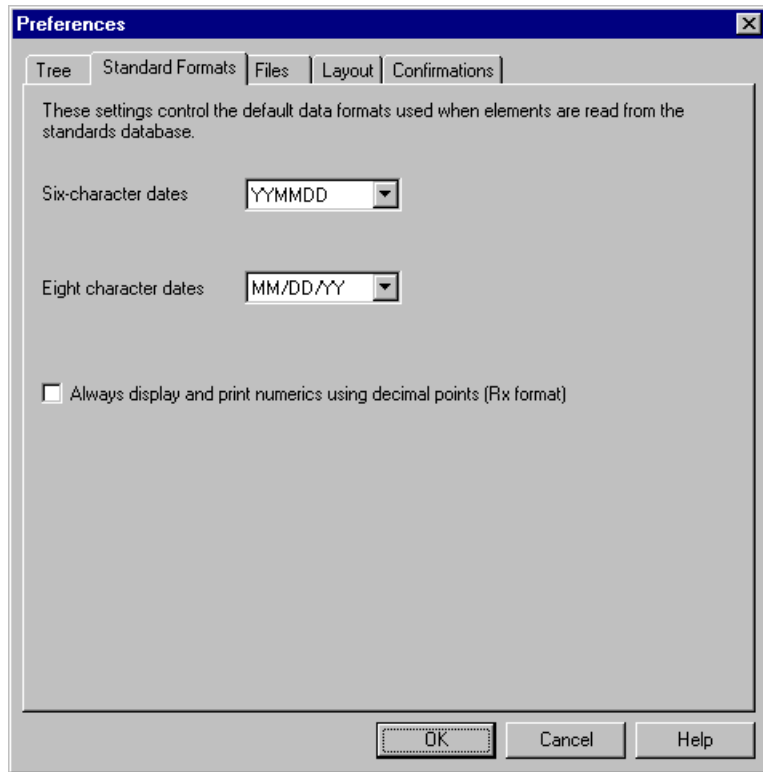 Preferences
Tree Standard Formats Files Layout Confirmations
These settings control the default data formats used when elements are read from the
standards database.
Six-character dates YYMMDD
Eight character dates MM/DD/YY
Always display and print numerics using decimal points (Rx format)
OK Cancel Help